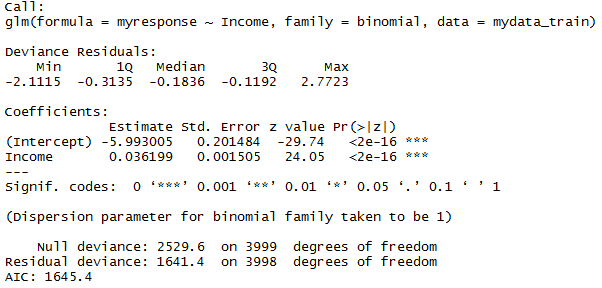 Call:
glm(formula = myresponse ~ Income, family = binomial, data = mydata_train)
Deviance Residuals:
Min 1Q Median 3Q Max
-2.1115 -0.3135 -0.1836 -0.1192 2.7723
Coefficients:
Estimate Std. Error z value Pr(>|z|)
(Intercept) -5.993005 0.201484 -29.74 <2e-16 ***
Income 0.036199 0.001505 24.05 <2e-16 ***
---
Signif. codes: 0 ‘***’ 0.001 ‘**’ 0.01 ‘*’ 0.05 ‘.’ 0.1 ‘ ’ 1
(Dispersion parameter for binomial family taken to be 1)
Null deviance: 2529.6 on 3999 degrees of freedom
Residual deviance: 1641.4 on 3998 degrees of freedom
AIC: 1645.4